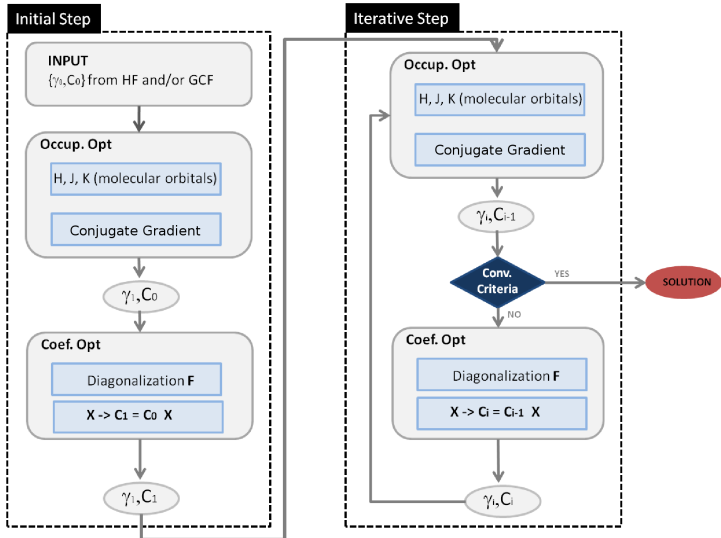 Initial Step
INPUT
{γ₀,C₀} from HF and/or GCF
Occup. Opt
H, J, K (molecular orbitals)
Conjugate Gradient
γ₁,C₀
Coef. Opt
Diagonalization F
X -> C₁ = C₀ X
γ₁,C₁
Iterative Step
Occup. Opt
H, J, K (molecular orbitals)
Conjugate Gradient
γᵢ,Cᵢ₋₁
Conv.
Criteria
YES
SOLUTION
NO
Coef. Opt
Diagonalization F
X -> Cᵢ = Cᵢ₋₁ X
γᵢ,Cᵢ